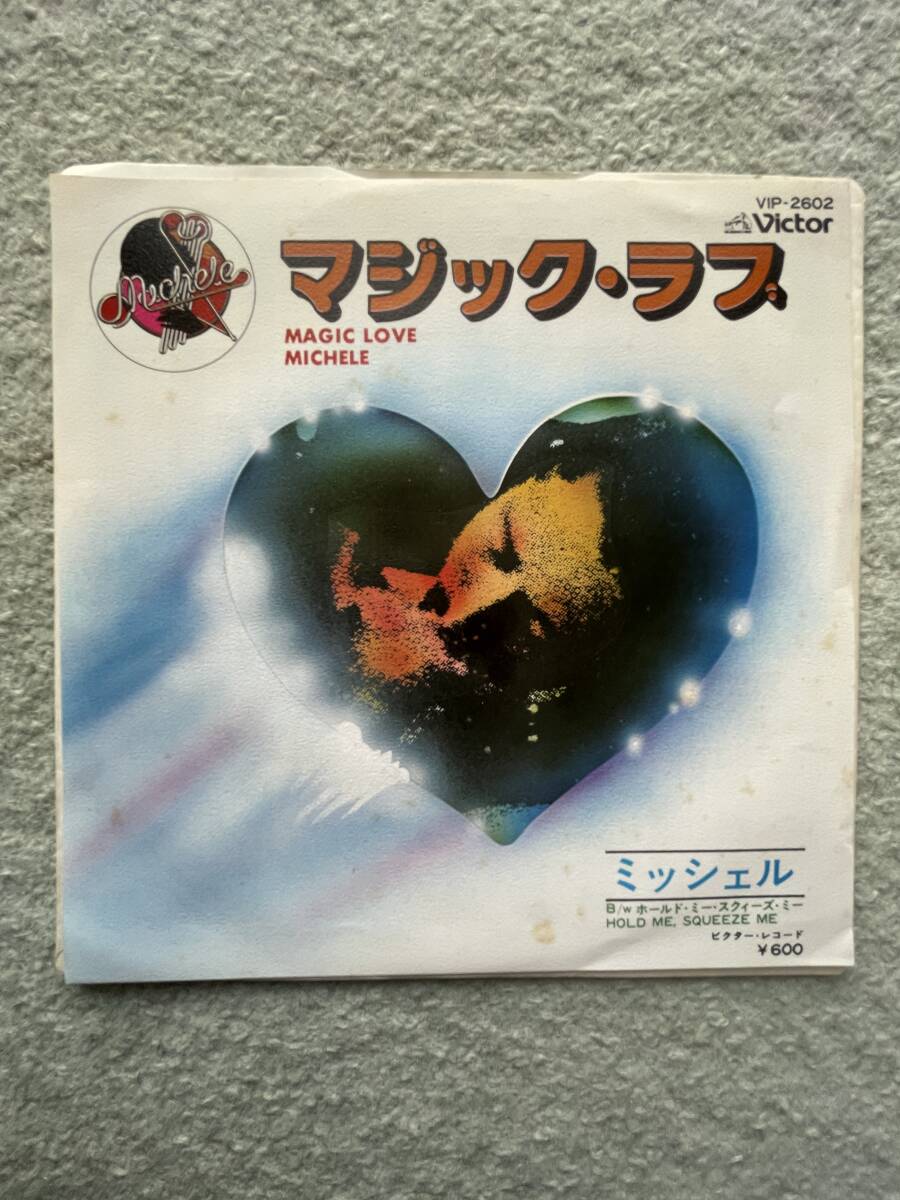 VIP-2602
Victor
Michele
マジック・ラブ
MAGIC LOVE
MICHELE
ミッシェル
B/w ホールド・ミー・スクィーズ・ミー
HOLD ME, SQUEEZE ME
ビクター・レコード
¥600